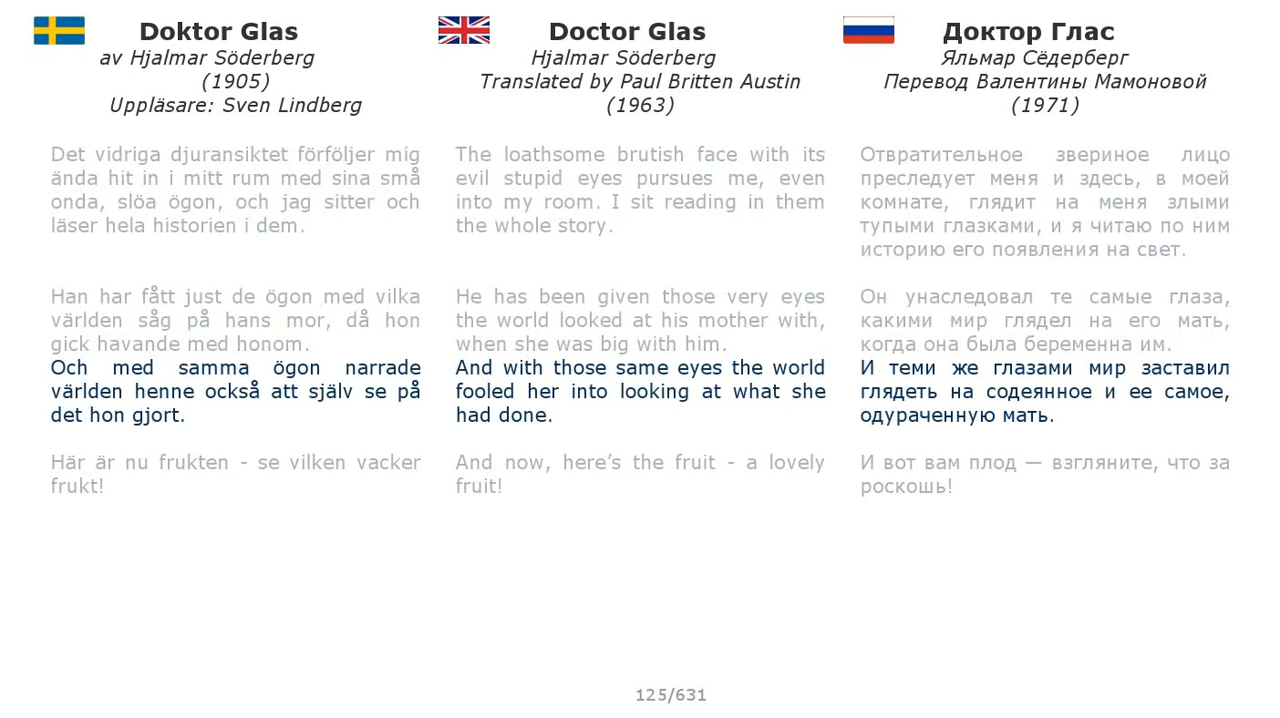 Doktor Glas
av Hjalmar Söderberg
(1905)
Uppläsare: Sven Lindberg
Det vidriga djuransiktet förföljer mig
ända hit in i mitt rum med sina små
onda, slöa ögon, och jag sitter och
läser hela historien i dem.
Han har fått just de ögon med vilka
världen såg på hans mor, då hon
gick havande med honom.
Och med samma ögon narrade
världen henne också att själv se på
det hon gjort.
Här är nu frukten - se vilken vacker
frukt!
Doctor Glas
Hjalmar Söderberg
Translated by Paul Britten Austin
(1963)
The loathsome brutish face with its
evil stupid eyes pursues me, even
into my room. I sit reading in them
the whole story.
He has been given those very eyes
the world looked at his mother with,
when she was big with him.
And with those same eyes the world
fooled her into looking at what she
had done.
And now, here’s the fruit - a lovely
fruit!
Доктор Глас
Яльмар Сёдерберг
Перевод Валентины Мамоновой
(1971)
Отвратительное звериное лицо
преследует меня и здесь, в моей
комнате, глядит на меня злыми
тупыми глазками, и я читаю по ним
историю его появления на свет.
Он унаследовал те самые глаза,
какими мир глядел на его мать,
когда она была беременна им.
И теми же глазами мир заставил
глядеть на содеянное и ее самое,
одураченную мать.
И вот вам плод — взгляните, что за
роскошь!
125/631